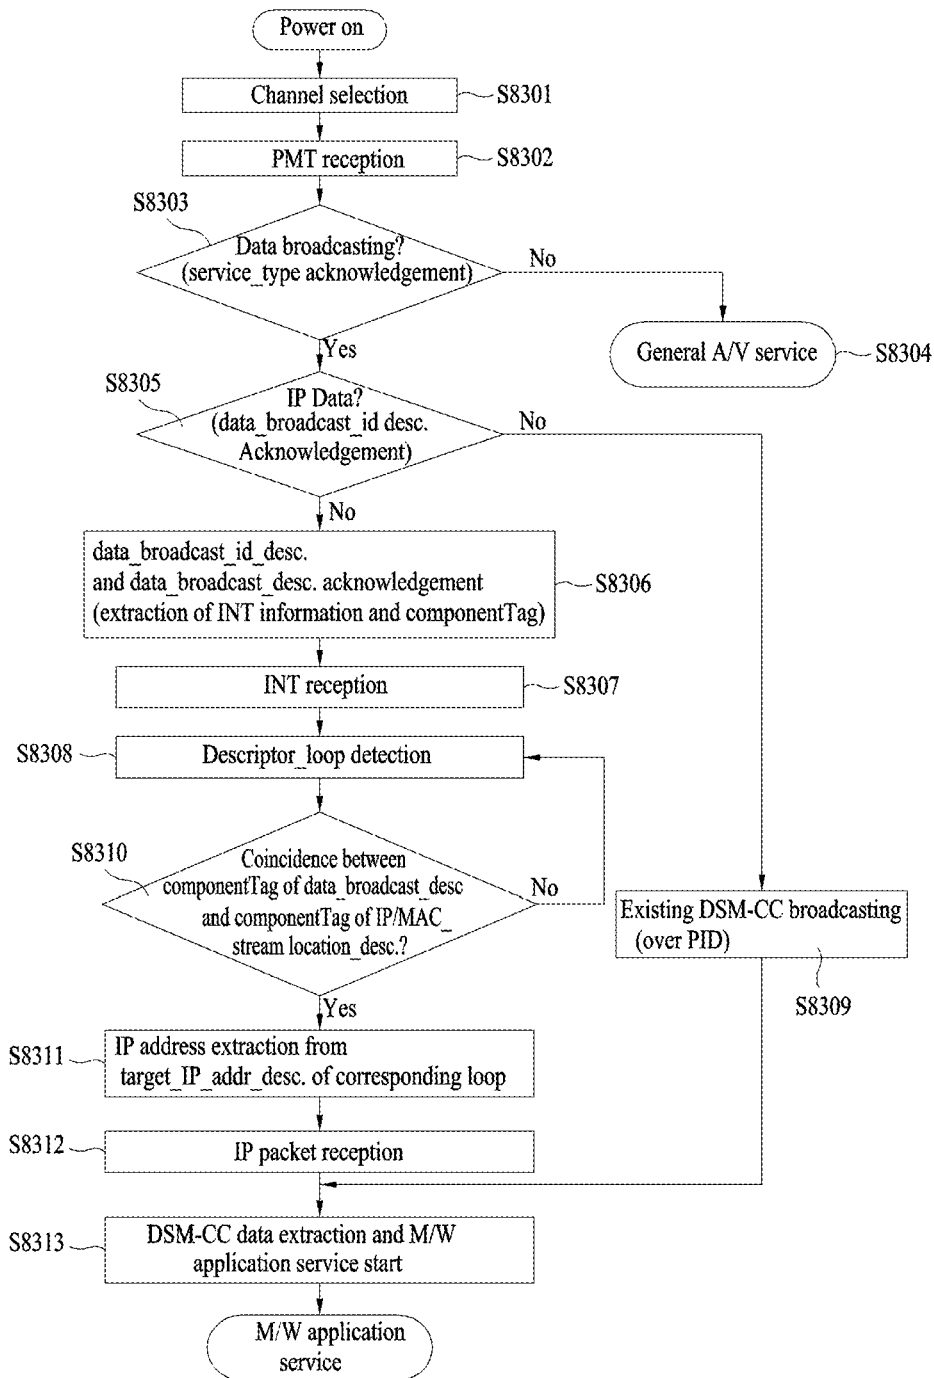 Power on
Channel selection
S8301
PMT reception
S8302
S8303
Data broadcasting?
(service_type acknowledgement)
No
General A/V service
S8304
Yes
S8305
IP Data?
(data_broadcast_id desc.
Acknowledgement)
No
No
data_broadcast_id_desc.
and data_broadcast_desc. acknowledgement
(extraction of INT information and componentTag)
S8306
INT reception
S8307
S8308
Descriptor_loop detection
S8310
Coincidence between
componentTag of data_broadcast_desc
and componentTag of IP/MAC_
stream location_desc.?
No
Existing DSM-CC broadcasting
(over PID)
S8309
Yes
S8311
IP address extraction from
target_IP_addr_desc. of corresponding loop
S8312
IP packet reception
S8313
DSM-CC data extraction and M/W
application service start
M/W application
service